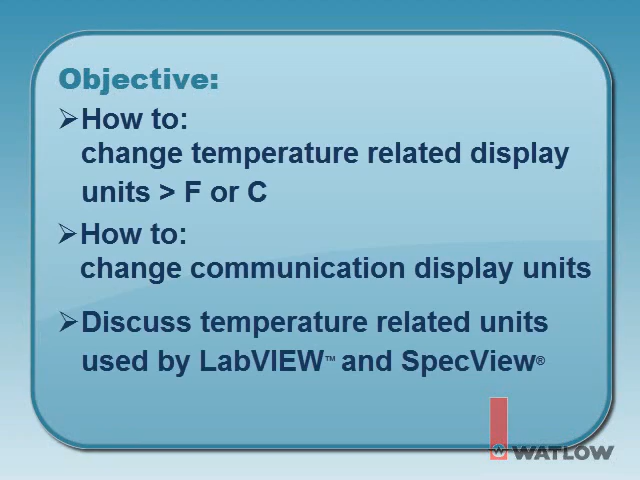 Objective:
➢How to:
change temperature related display
units > F or C
➢How to:
change communication display units
➢Discuss temperature related units
used by LabVIEW™ and SpecView®
WATLOW